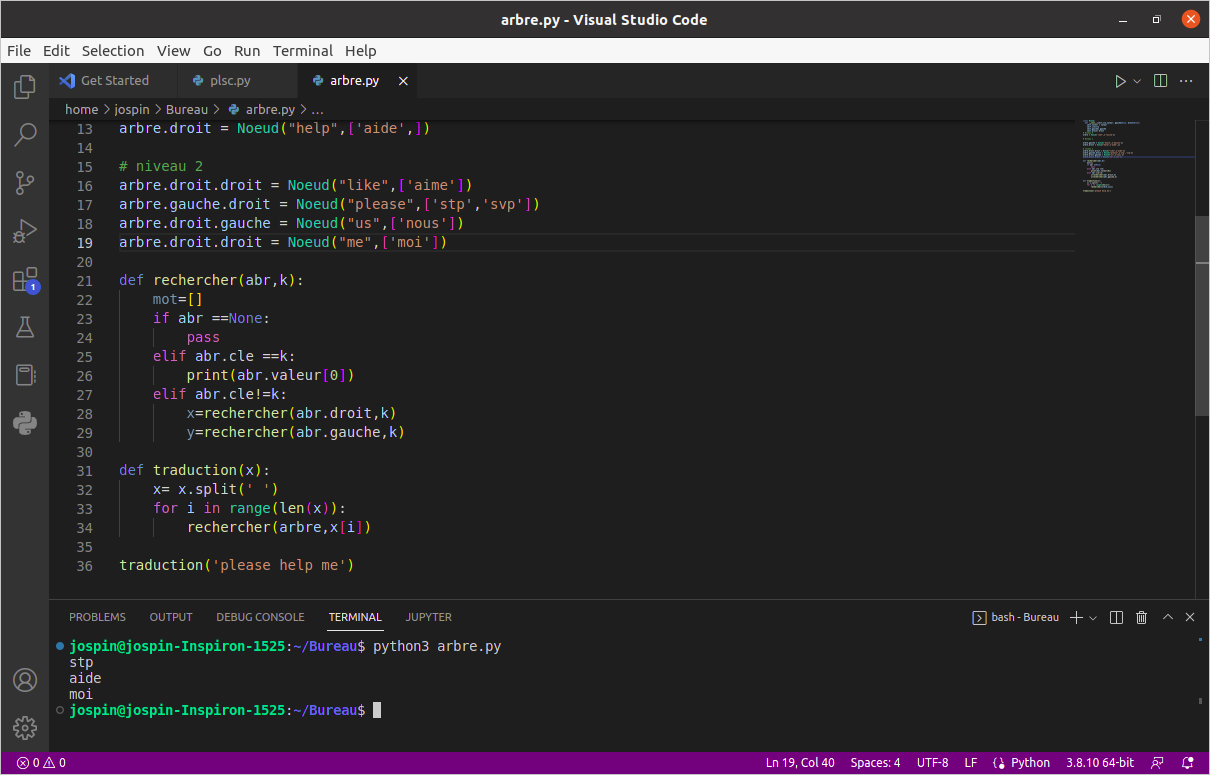 arbre.py - Visual Studio Code
File Edit Selection View Go Run Terminal Help
Get Started plsc.py arbre.py
home > jospin > Bureau > arbre.py > ...
13 arbre.droit = Noeud("help",['aide',])
14
15 # niveau 2
16 arbre.droit.droit = Noeud("like",['aime'])
17 arbre.gauche.droit = Noeud("please",['stp','svp'])
18 arbre.droit.gauche = Noeud("us",['nous'])
19 arbre.droit.droit = Noeud("me",['moi'])
20
21 def rechercher(abr,k):
22     mot=[]
23     if abr ==None:
24         pass
25     elif abr.cle ==k:
26         print(abr.valeur[0])
27     elif abr.cle!=k:
28         x=rechercher(abr.droit,k)
29         y=rechercher(abr.gauche,k)
30
31 def traduction(x):
32     x= x.split(' ')
33     for i in range(len(x)):
34         rechercher(arbre,x[i])
35
36 traduction('please help me')
1
PROBLEMS OUTPUT DEBUG CONSOLE TERMINAL JUPYTER bash - Bureau
jospin@jospin-Inspiron-1525:~/Bureau$ python3 arbre.py
stp
aide
moi
jospin@jospin-Inspiron-1525:~/Bureau$
0 0 Ln 19, Col 40 Spaces: 4 UTF-8 LF Python 3.8.10 64-bit